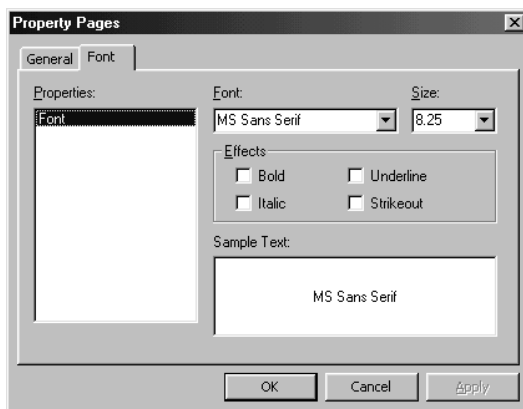 Property Pages
General Font
Properties:
Font
Font:
MS Sans Serif
Size:
8.25
Effects
Bold
Underline
Italic
Strikeout
Sample Text:
MS Sans Serif
OK Cancel Apply